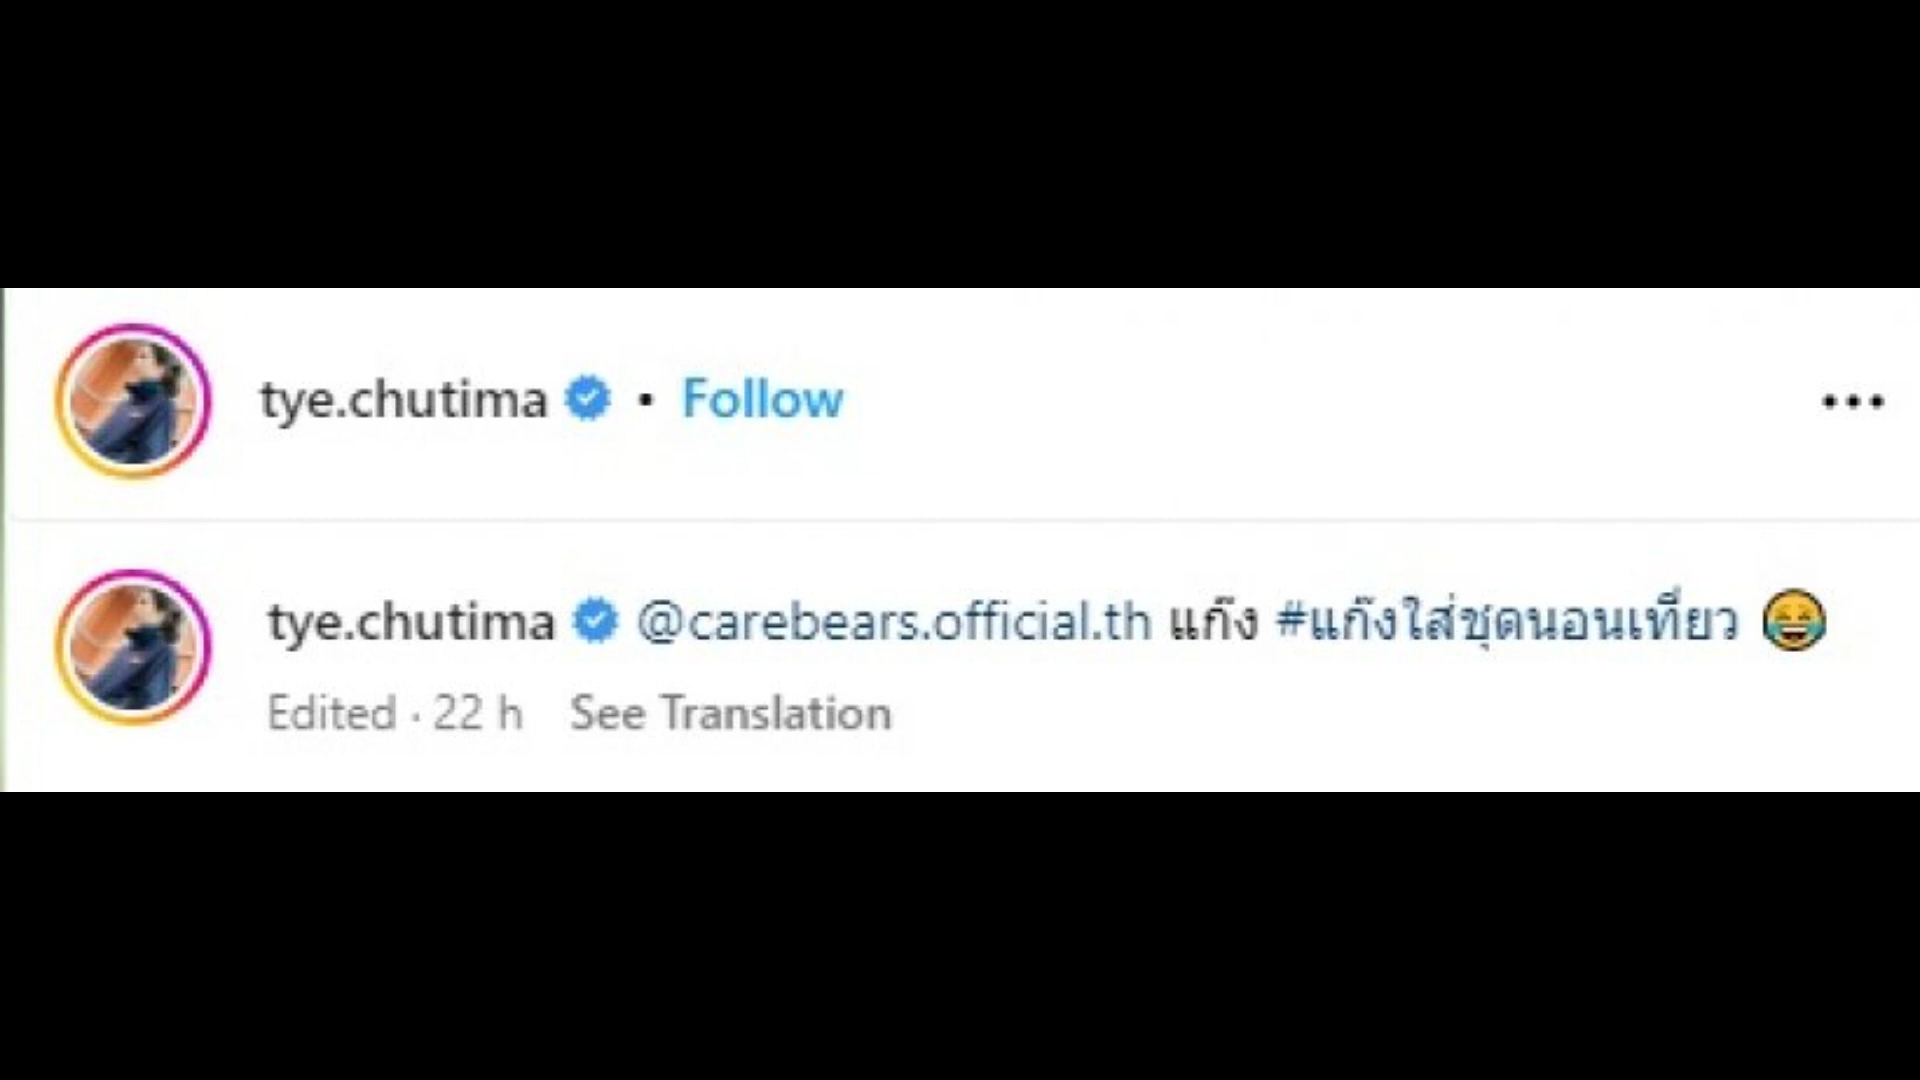 tye.chutima • Follow
tye.chutima @carebears.official.th แก๊ง #แก๊งใส่ชุดนอนเที่ยว 😂
Edited · 22 h See Translation